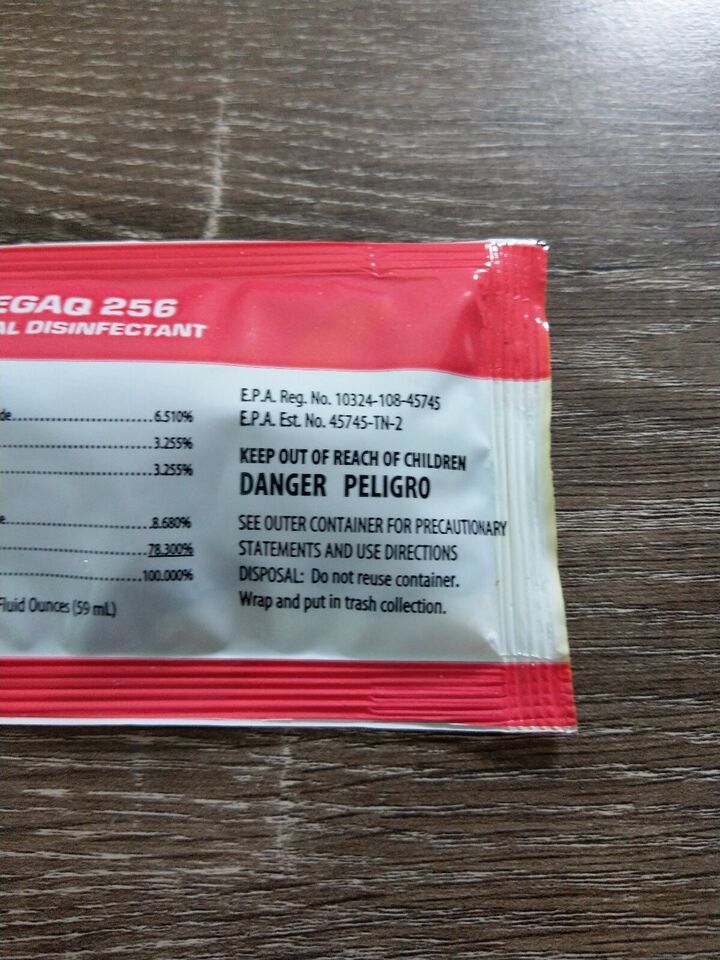 EGAQ 256
AL DISINFECTANT
de 6.510%
3.255%
3.255%
e 8.680%
78.300%
100.000%
Fluid Ounces (59 mL)
E.P.A. Reg. No. 10324-108-45745
E.P.A. Est. No. 45745-TN-2
KEEP OUT OF REACH OF CHILDREN
DANGER PELIGRO
SEE OUTER CONTAINER FOR PRECAUTIONARY
STATEMENTS AND USE DIRECTIONS
DISPOSAL: Do not reuse container.
Wrap and put in trash collection.